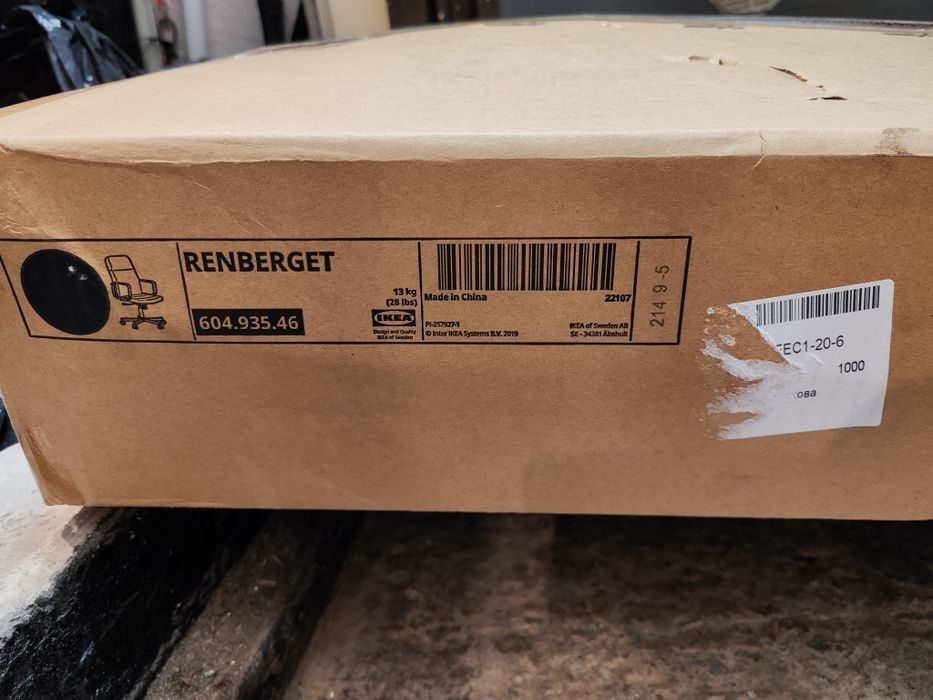 RENBERGET
604.935.46
13 kg
(28 lbs)
IKEA
Design and Quality
IKEA of Sweden
Made in China
22107
PI-257927-1
© Inter IKEA Systems B.V. 2019
IKEA of Sweden AB
SE - 34381 Älmhult
214 9 -5
EC1-20-6
1000
ова